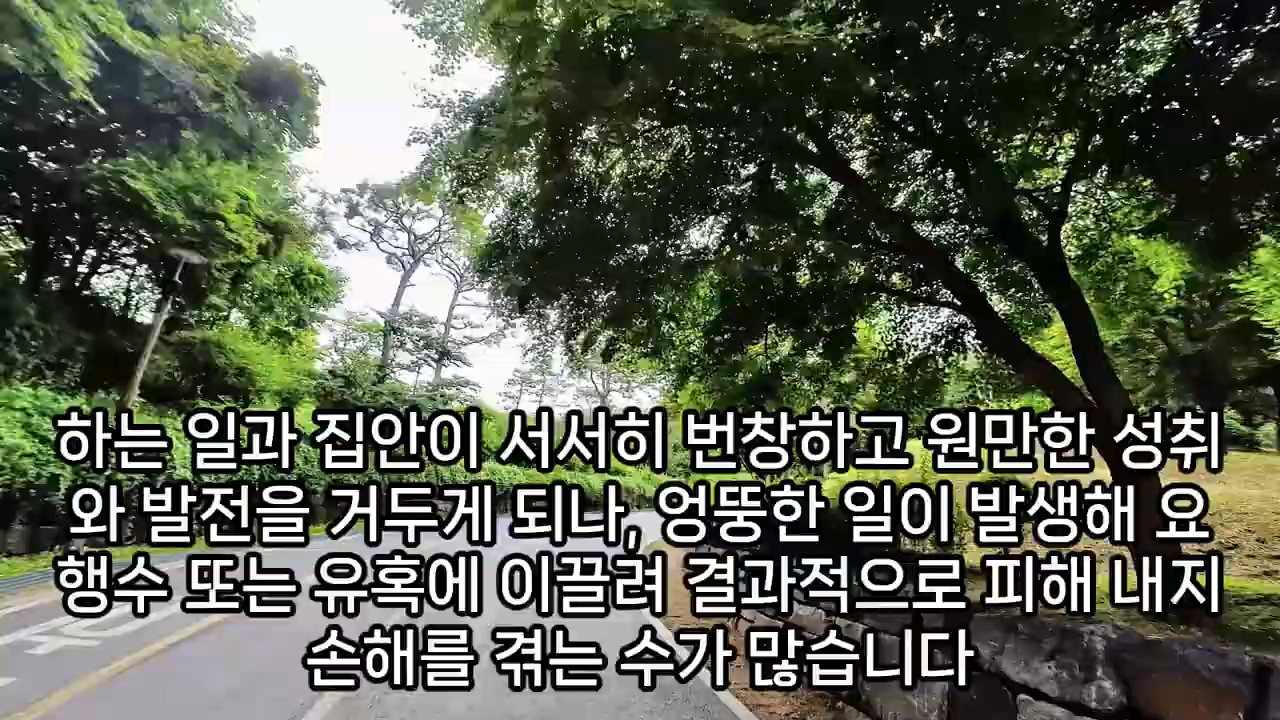 하는 일과 집안이 서서히 번창하고 원만한 성취
와 발전을 거두게 되나, 엉뚱한 일이 발생해 요
행수 또는 유혹에 이끌려 결과적으로 피해 내지
손해를 겪는 수가 많습니다